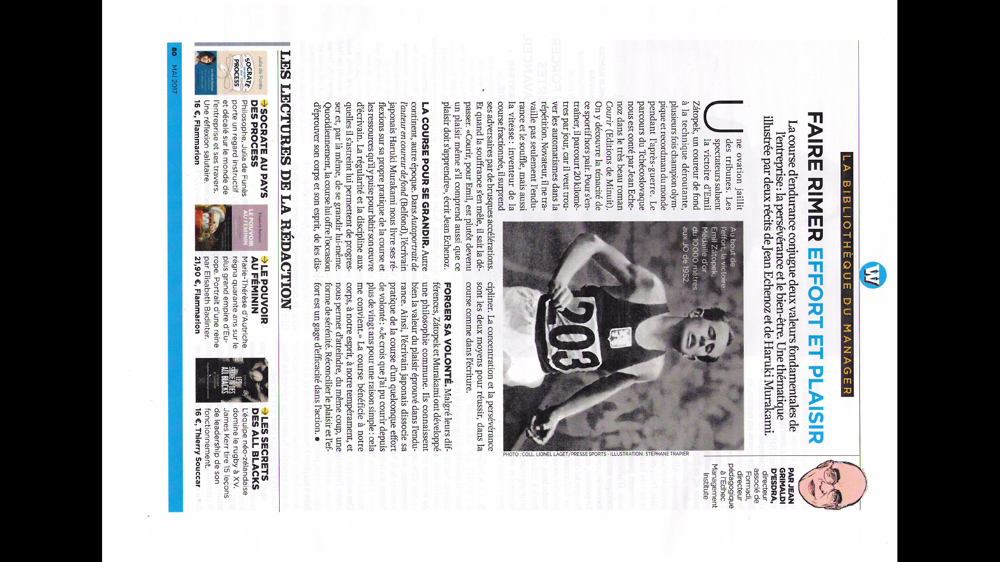 LA BIBLIOTHÈQUE DU MANAGER
W
FAIRE RIMER EFFORT ET PLAISIR
La course d'endurance conjugue deux valeurs fondamentales de
l'entreprise : la persévérance et le bien-être. Une thématique
illustrée par deux récits de Jean Echenoz et de Haruki Murakami.
PAR JEAN
GRIMALDI
D'ESDRA,
directeur
associé de
Formadi,
directeur
pédagogique
à l'Edhec
Management
Institute
Une ovation jaillit
des tribunes. Les
spectateurs saluent
la victoire d'Emil
Zátopek, un coureur de fond
à la technique déroutante,
plusieurs fois champion olym-
pique et recordman du monde
pendant l'après-guerre. Le
parcours du Tchécoslovaque
nous est conté par Jean Eche-
noz dans le très beau roman
Courir (Editions de Minuit).
On y découvre la ténacité de
ce sportif hors pair. Pour s'en-
traîner, il parcourt 20 kilomè-
tres par jour, car il veut trou-
ver les automatismes dans la
répétition. Novateur, il ne tra-
vaille pas seulement l'endu-
rance et le souffle, mais aussi
la vitesse : inventeur de la
course fractionnée, il surprend
ses adversaires par de brusques accélérations.
Et quand la souffrance s'en mêle, il sait la dé-
passer. «Courir, pour Emil, est plutôt devenu
un plaisir même s'il comprend aussi que ce
plaisir doit s'apprendre», écrit Jean Echenoz.
LA COURSE POUR SE GRANDIR. Autre
continent, autre époque. Dans Autoportrait de
l'auteur en coureur de fond (Belfond), l'écrivain
japonais Haruki Murakami nous livre ses ré-
flexions sur sa propre pratique de la course et
les ressources qu'il y puise pour bâtir son œuvre
d'écrivain. La régularité et la discipline aux-
quelles il s'astreint lui permettent de progres-
ser et, par là même, de se grandir lui-même.
Quotidiennement, la course lui offre l'occasion
d'éprouver son corps et son esprit, de les dis-
Au bout de
l'effort, la victoire :
Emil Zátopek,
Médaille d'or
du 10 000 mètres
aux JO de 1952.
203
PHOTO : COLL. LIONEL LAGET/PRESSE SPORTS - ILLUSTRATION : STÉPHANE TRAPIER
cipliner. La concentration et la persévérance
sont les deux moyens pour réussir, dans la
course comme dans l'écriture.
FORGER SA VOLONTÉ. Malgré leurs dif-
férences, Zátopek et Murakami ont développé
une philosophie commune. Ils connaissent
bien la valeur du plaisir éprouvé dans l'endu-
rance. Ainsi, l'écrivain japonais dissocie sa
pratique de la course d'un quelconque effort
de volonté : «Je crois que j'ai pu courir depuis
plus de vingt ans pour une raison simple : cela
me convient.» La course bénéficie à notre
corps, à notre esprit, à notre tempérament, et
nous permet d'atteindre, du même coup, une
forme de sérénité. Réconcilier le plaisir et l'ef-
fort est un gage d'efficacité dans l'action. ●
LES LECTURES DE LA RÉDACTION
Julia de Funès
SOCRATE
au pays
des
PROCESS
→ SOCRATE AU PAYS
DES PROCESS
Philosophe, Julia de Funès
porte un regard instructif
et décalé sur le monde de
l'entreprise et ses travers.
Une réflexion salutaire.
16 €, Flammarion
Elisabeth Badinter
LE POUVOIR
AU FÉMININ
→ LE POUVOIR
AU FÉMININ
Marie-Thérèse d'Autriche
régna quarante ans sur le
plus grand empire d'Eu-
rope. Portrait d'une reine
par Elisabeth Badinter.
21,90 €, Flammarion
LES
SECRETS DES
ALL BLACKS
→ LES SECRETS
DES ALL BLACKS
L'équipe néo-zélandaise
domine le rugby à XV.
James Kerr tire 15 leçons
de leadership de son
fonctionnement.
16 €, Thierry Souccar
80 MAI 2017